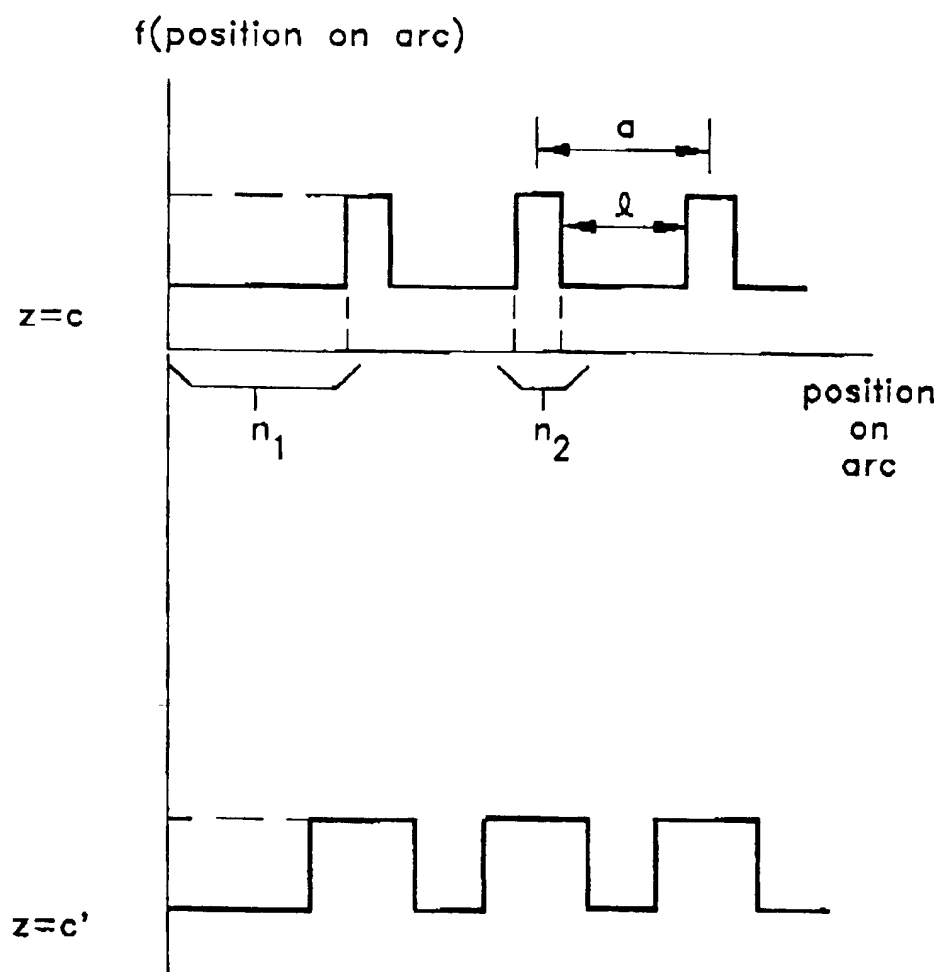 f(position on arc)
a
ℓ
z=c
n₁
n₂
position
on
arc
z=c'